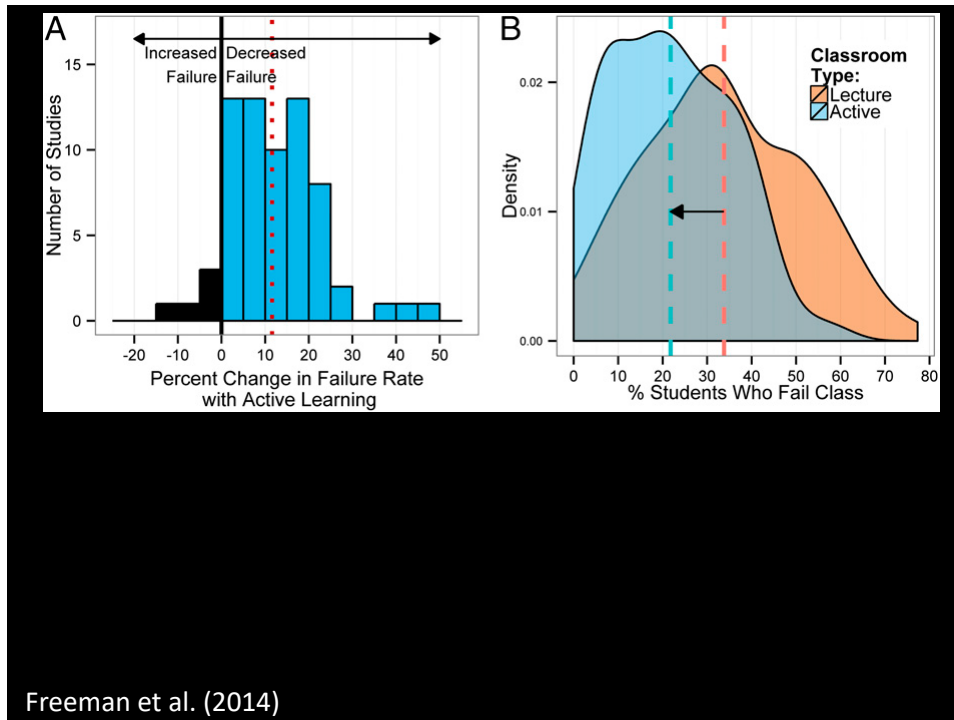 A
Increased Decreased
Failure Failure
15
10
5
0
Number of Studies
-20 -10 0 10 20 30 40 50
Percent Change in Failure Rate
with Active Learning
B
Classroom
Type:
Lecture
Active
0.02
0.01
0.00
Density
0 10 20 30 40 50 60 70 80
% Students Who Fail Class
Freeman et al. (2014)